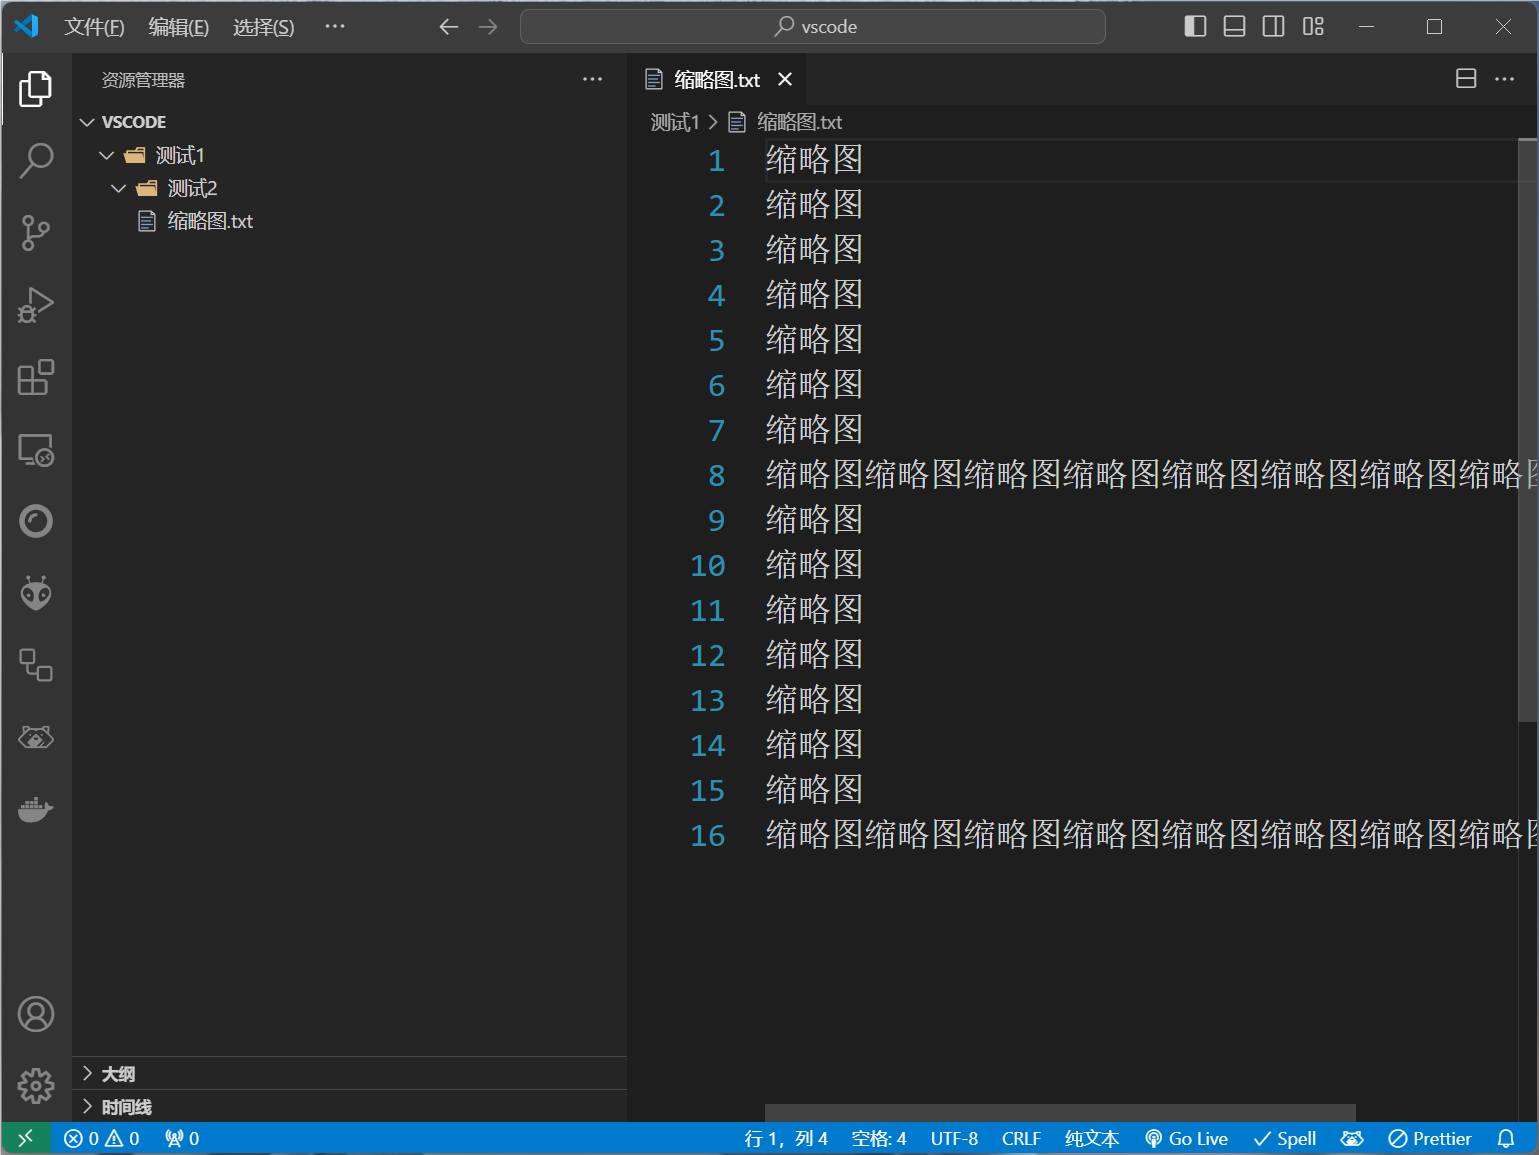 文件(F) 编辑(E) 选择(S) ··· vscode
资源管理器 ···
缩略图.txt
VSCODE
测试1 > 缩略图.txt
测试1
测试2
缩略图.txt
1 缩略图
2 缩略图
3 缩略图
4 缩略图
5 缩略图
6 缩略图
7 缩略图
8 缩略图缩略图缩略图缩略图缩略图缩略图缩略图缩略图
9 缩略图
10 缩略图
11 缩略图
12 缩略图
13 缩略图
14 缩略图
15 缩略图
16 缩略图缩略图缩略图缩略图缩略图缩略图缩略图缩略图
大纲
时间线
0 0 0 行 1，列 4 空格: 4 UTF-8 CRLF 纯文本 Go Live Spell Prettier